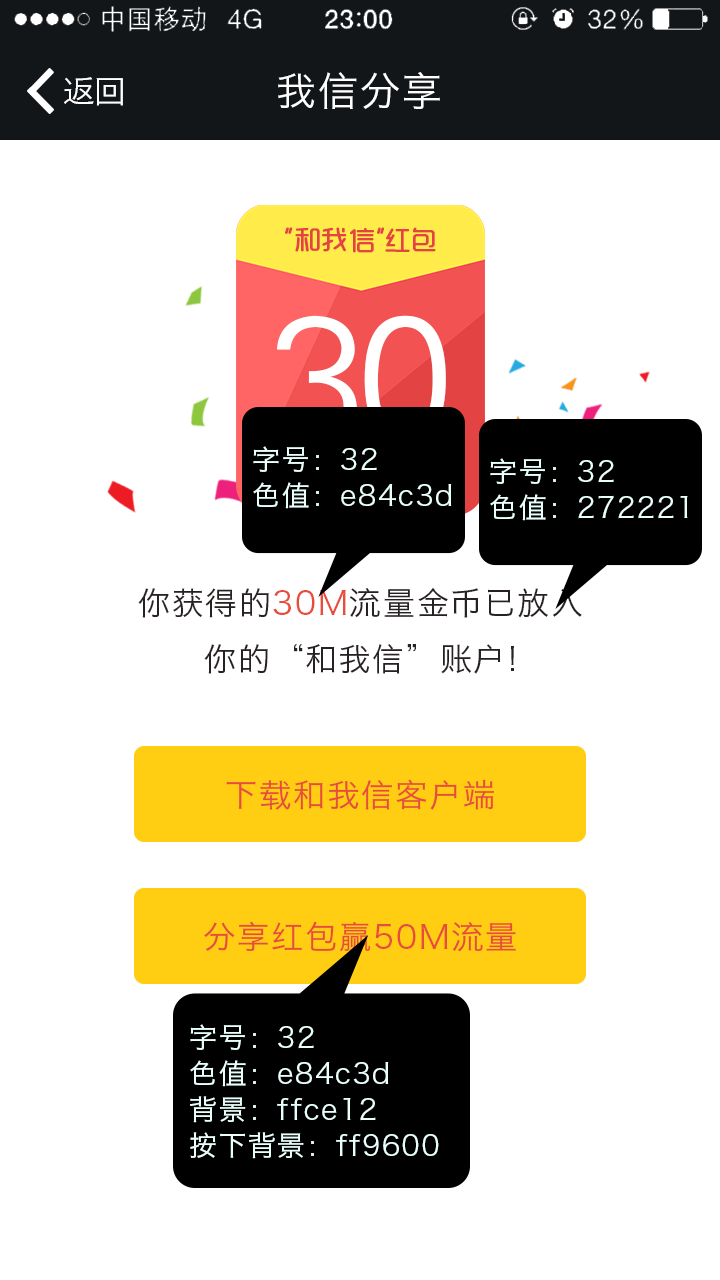 中国移动 4G 23:00 32%
返回 我信分享
“和我信”红包
30
字号：32
色值：e84c3d
字号：32
色值：272221
你获得的30M流量金币已放入
你的“和我信”账户！
下载和我信客户端
分享红包赢50M流量
字号：32
色值：e84c3d
背景：ffce12
按下背景：ff9600